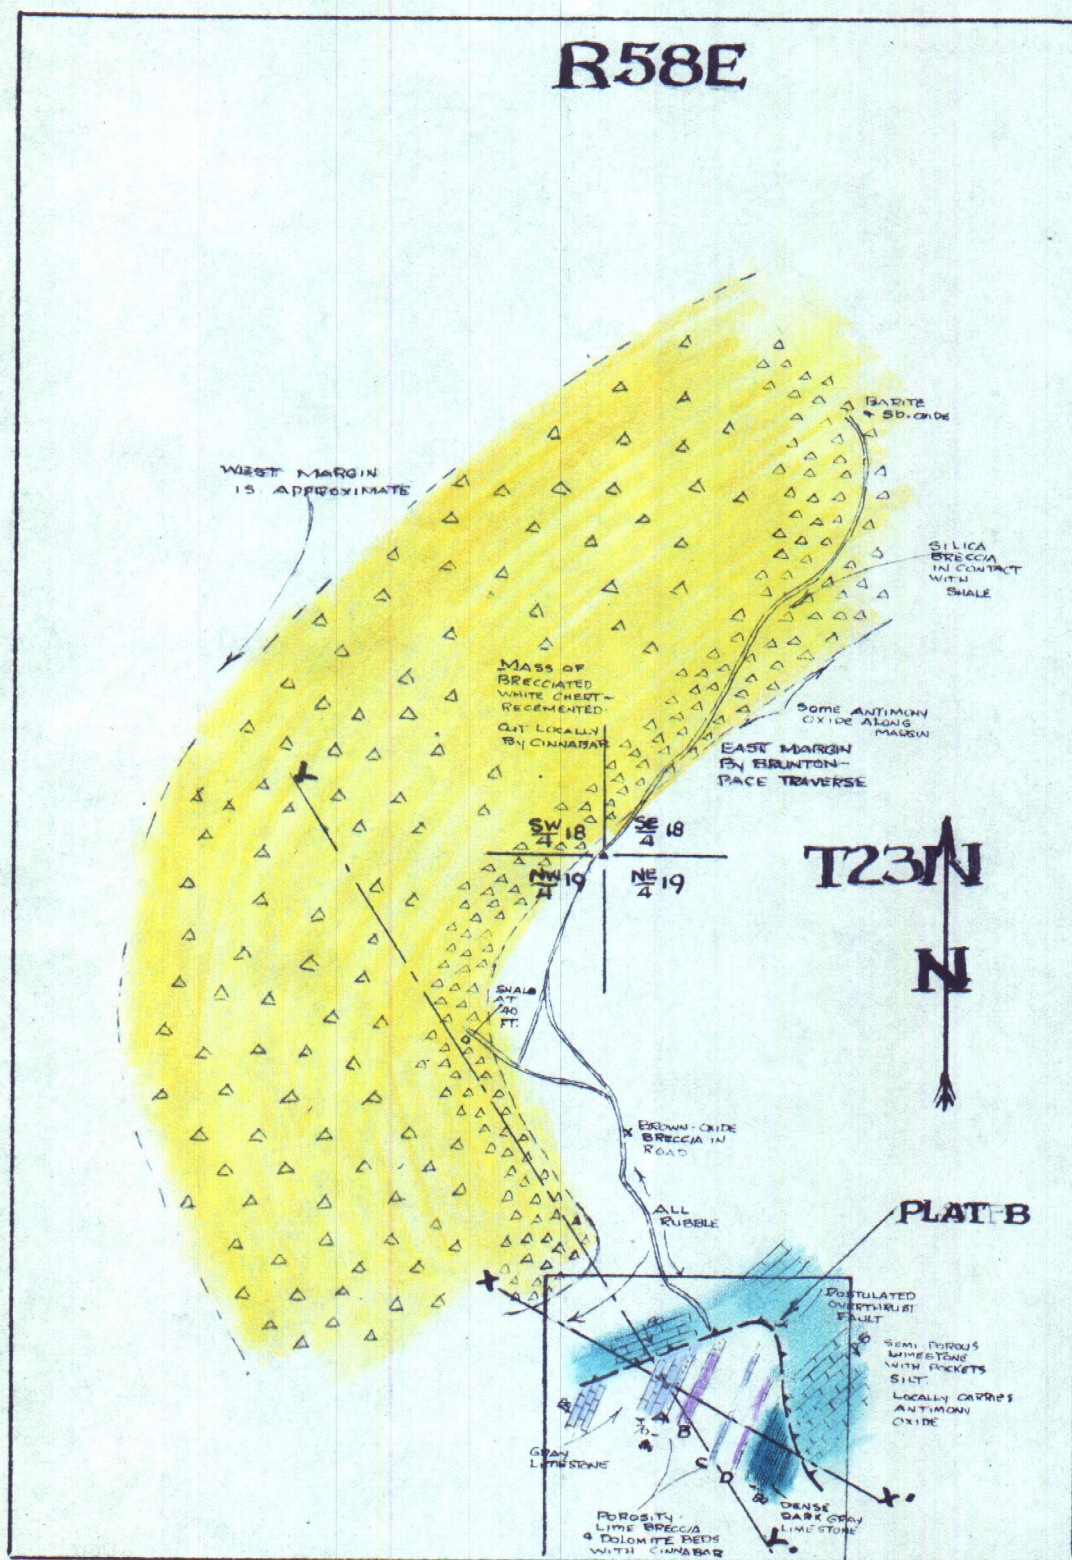 R58E
BARITE
& Sb-OXIDE
WEST MARGIN
IS APPROXIMATE
SILICA
BRECCIA
IN CONTACT
WITH
SHALE
MASS OF
BRECCIATED
WHITE CHERT-
RECEMENTED.
CUT LOCALLY
By CINNABAR
SOME ANTIMONY
OXIDE ALONG
MARGIN
EAST MARGIN
By BRUNTON-
PACE TRAVERSE
L
SW/4 18
SE/4 18
NW/4 19
NE/4 19
T23N
N
SHALE
AT
40
FT.
BROWN-OXIDE
BRECCIA IN
ROAD
ALL
RUBBLE
PLAT B
X
POSTULATED
OVERTHRUST
FAULT
SEMI-POROUS
LIMESTONE
WITH POCKETS
SILT.
LOCALLY CARRIES
ANTIMONY
OXIDE
A
B
C
D
GRAY
LIMESTONE
80
X'
DENSE
DARK GRAY
LIMESTONE
POROSITY-
LIME BRECCIA
& DOLOMITE BEDS
WITH CINNABAR
L'